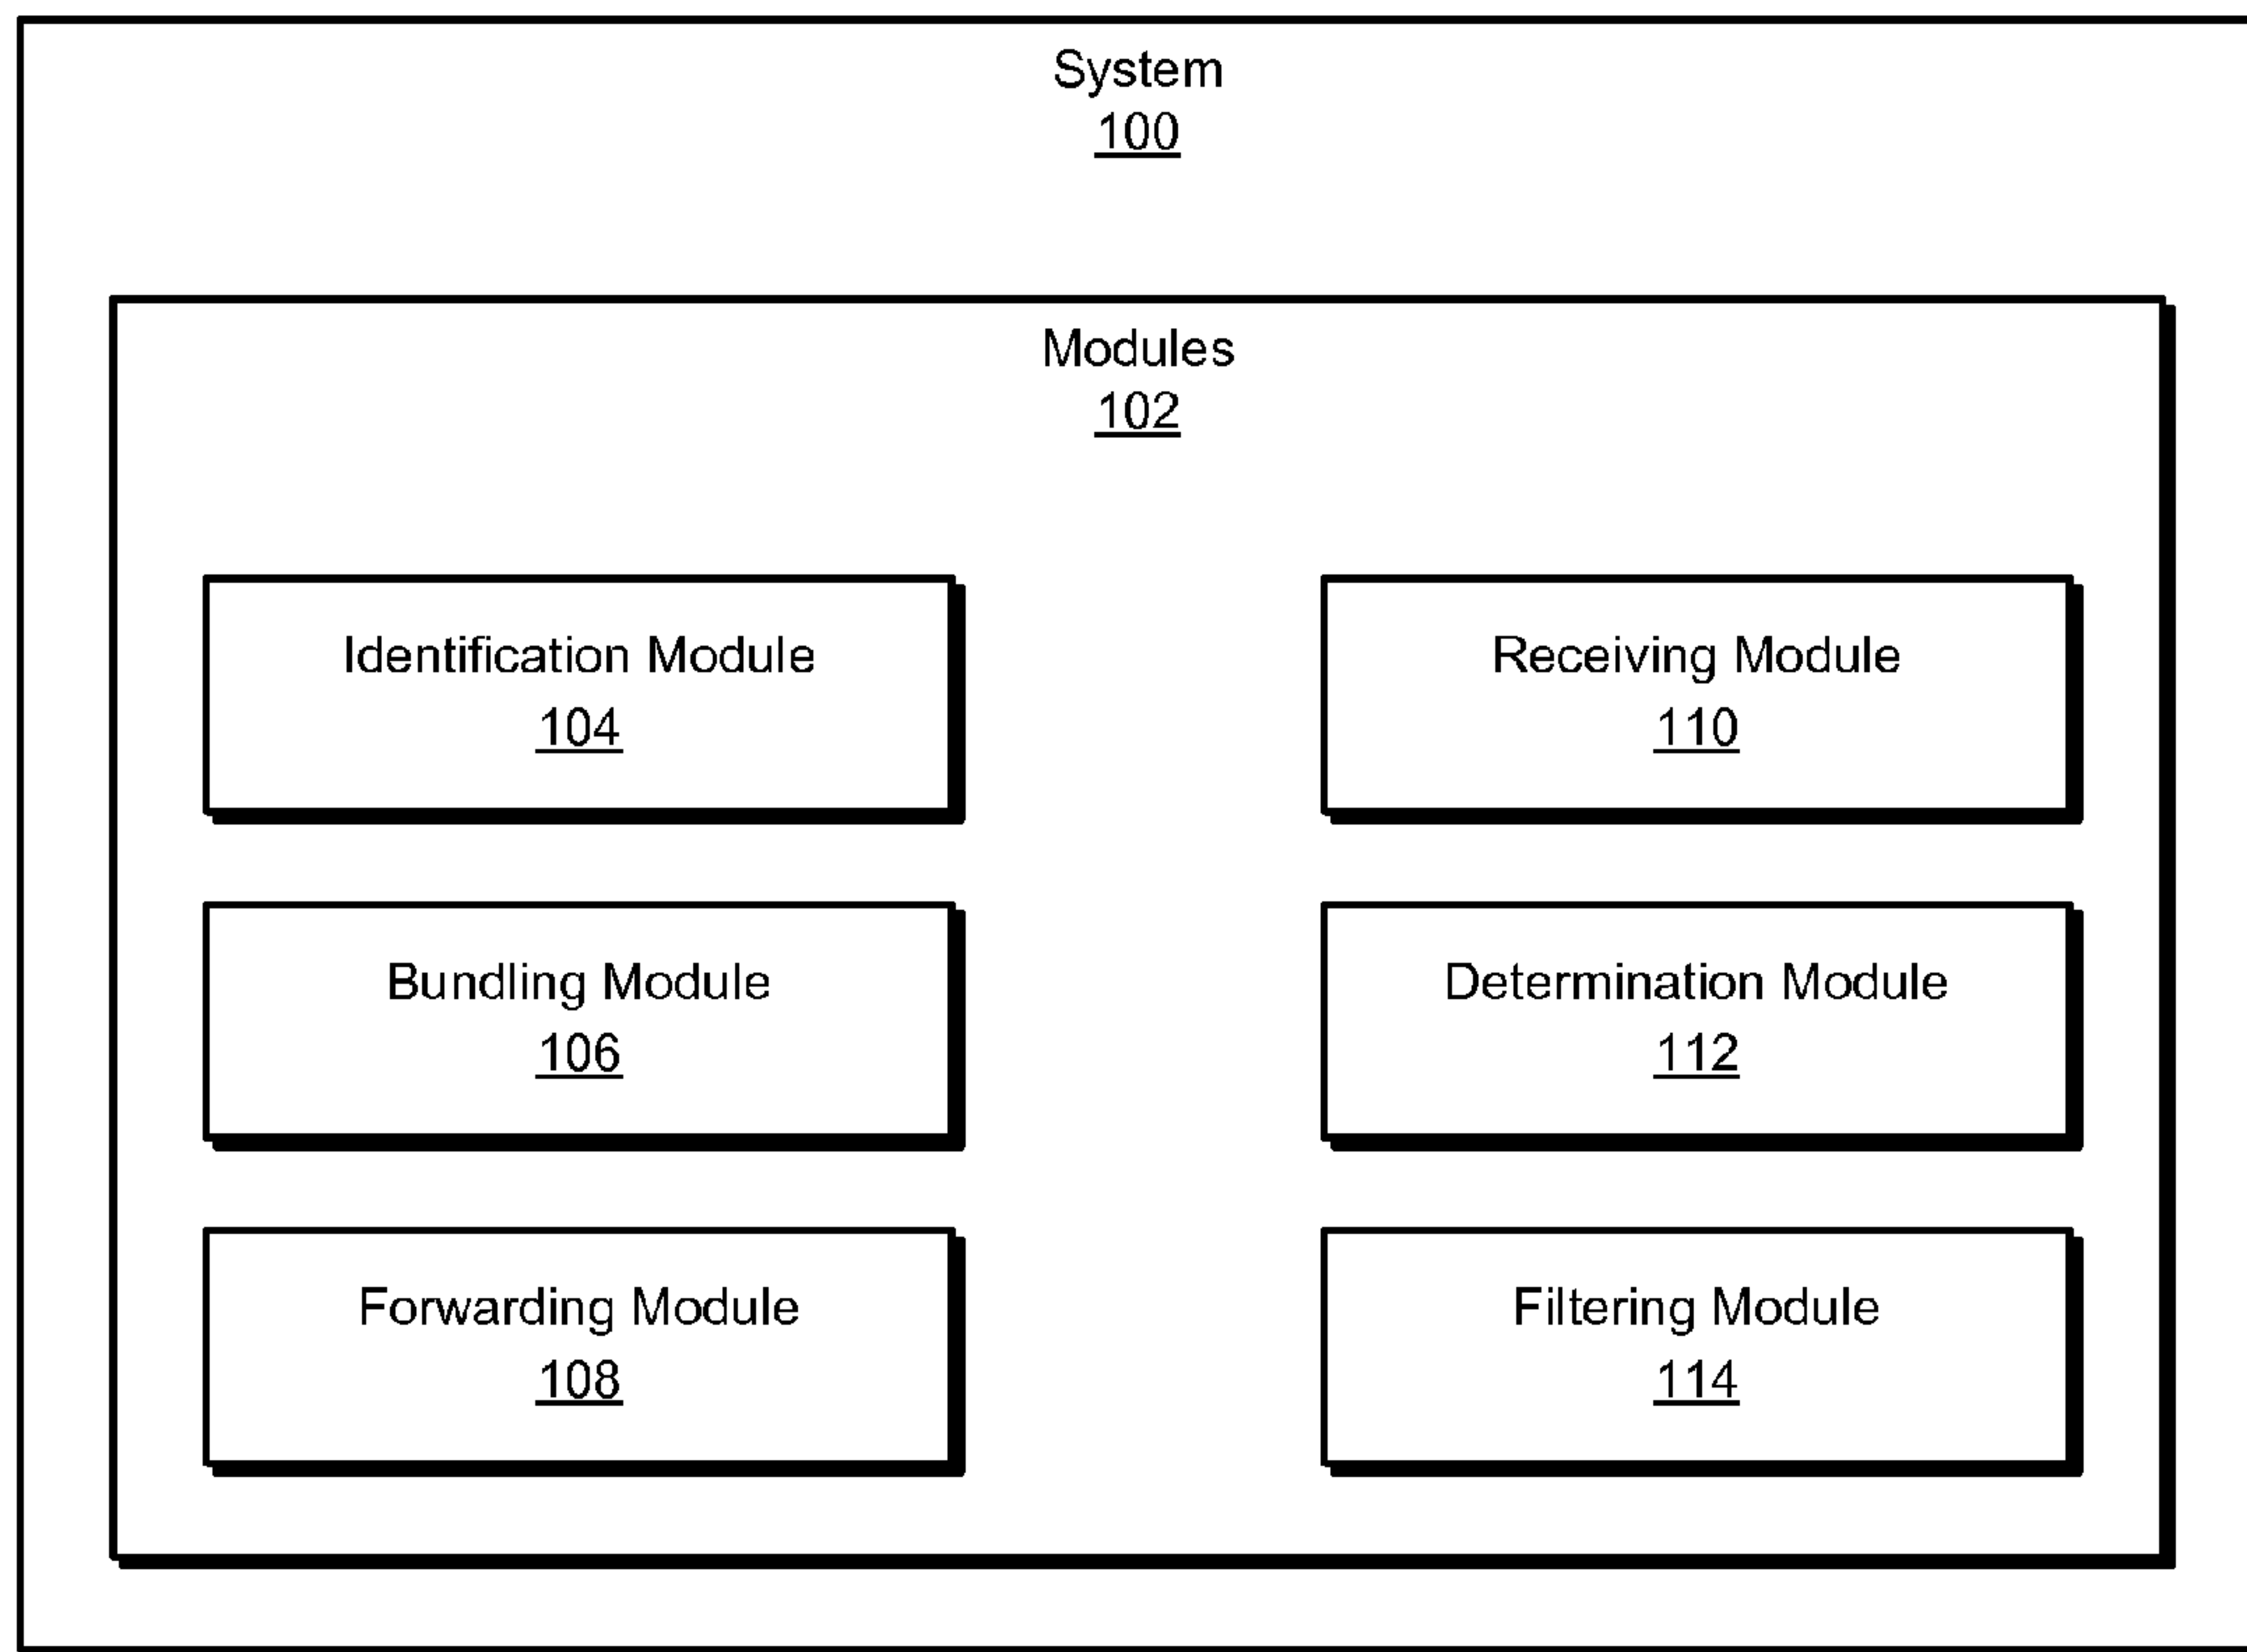 System
100
Modules
102
Identification Module
104
Bundling Module
106
Forwarding Module
108
Receiving Module
110
Determination Module
112
Filtering Module
114